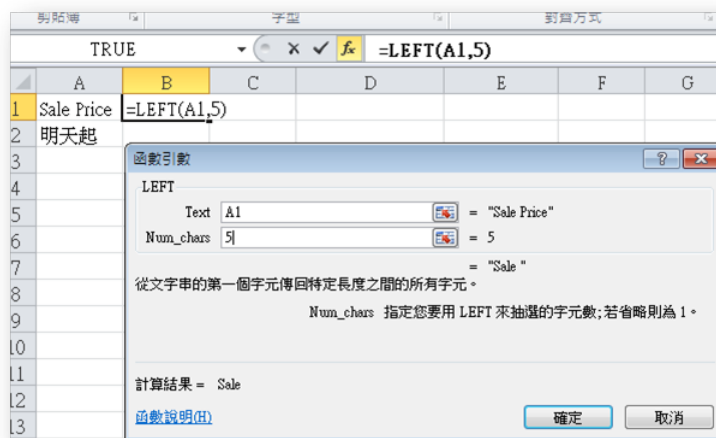 剪貼簿 字型 對齊方式
TRUE fx =LEFT(A1,5)
A B C D E F G
1 Sale Price =LEFT(A1,5)
2 明天起
3 函數引數
4 LEFT
5 Text A1 = "Sale Price"
6 Num_chars 5 = 5
7 = "Sale "
8 從文字串的第一個字元傳回特定長度之間的所有字元。
9 Num_chars 指定您要用 LEFT 來抽選的字元數;若省略則為 1。
10
11
計算結果 = Sale
12
13 函數說明(H) 確定 取消